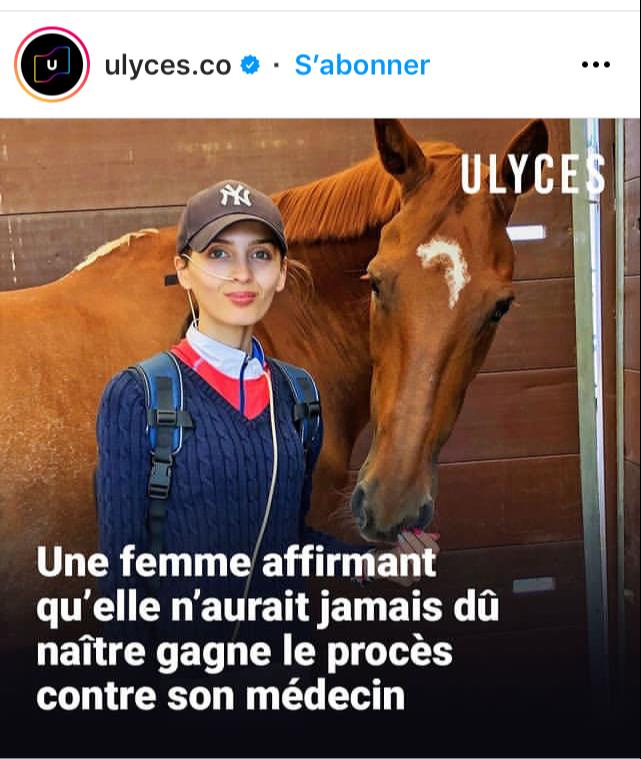 ulyces.co · S'abonner
ULYCES
NY
Une femme affirmant
qu'elle n'aurait jamais dû
naître gagne le procès
contre son médecin